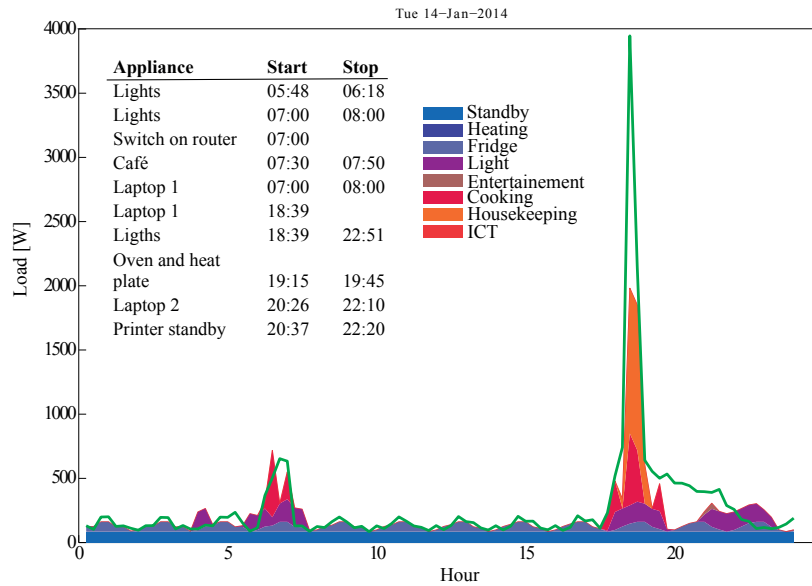 Tue 14-Jan-2014
4000
3500
3000
2500
2000
1500
1000
500
0
Load [W]
Appliance Start Stop
Lights 05:48 06:18
Lights 07:00 08:00
Switch on router 07:00
Café 07:30 07:50
Laptop 1 07:00 08:00
Laptop 1 18:39
Ligths 18:39 22:51
Oven and heat
plate 19:15 19:45
Laptop 2 20:26 22:10
Printer standby 20:37 22:20
Standby
Heating
Fridge
Light
Entertainement
Cooking
Housekeeping
ICT
0 5 10 15 20
Hour